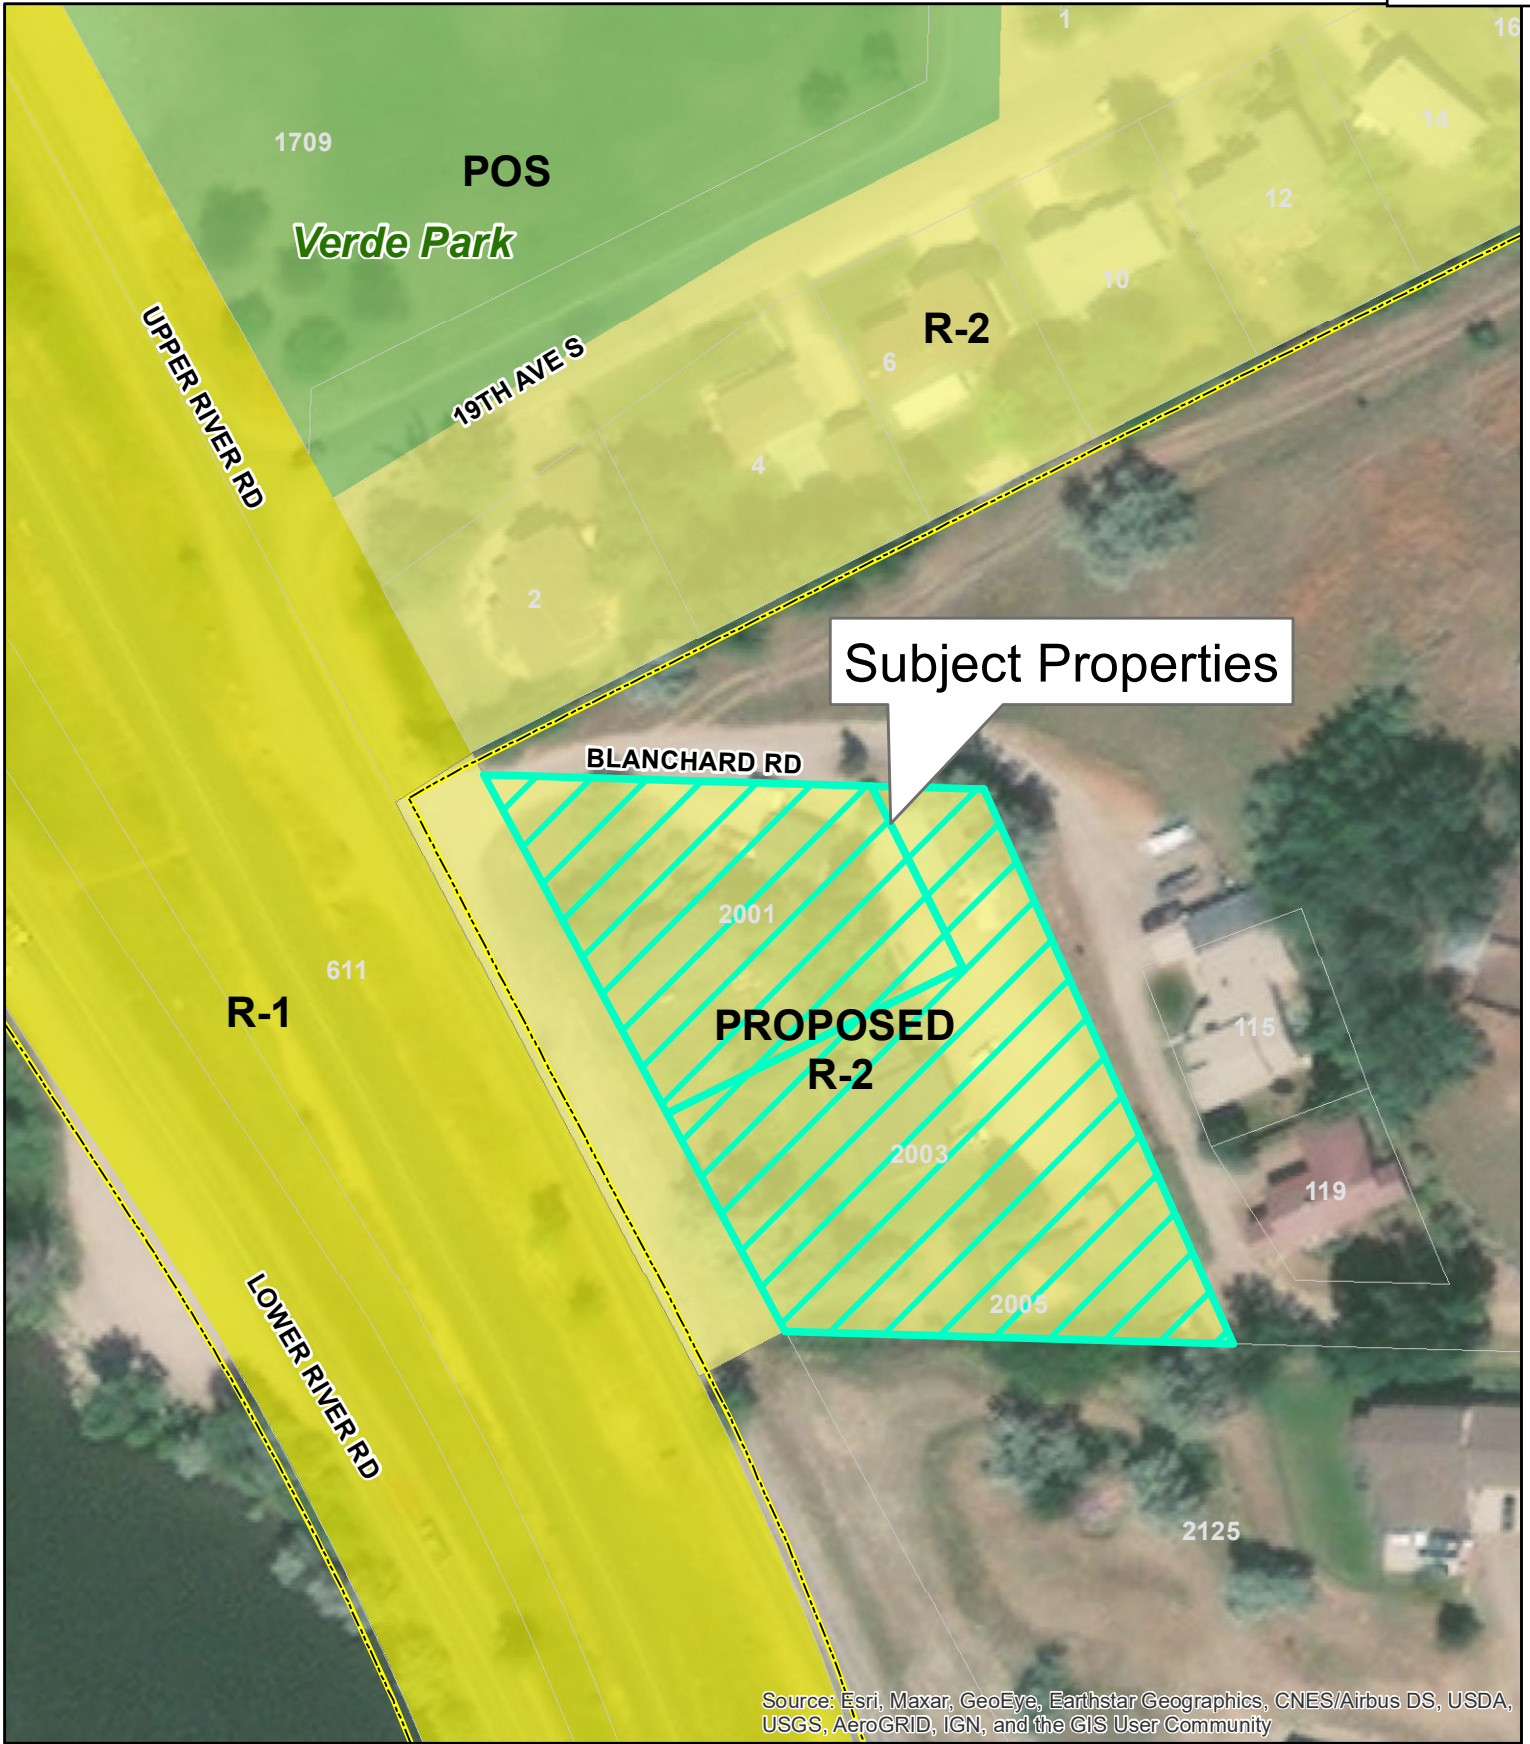 1
16
1709
POS
14
Verde Park
12
10
R-2
UPPER RIVER RD
19TH AVE S
6
4
2
Subject Properties
BLANCHARD RD
2001
611
R-1
PROPOSED
R-2
115
2003
119
2005
LOWER RIVER RD
2125
Source: Esri, Maxar, GeoEye, Earthstar Geographics, CNES/Airbus DS, USDA,
USGS, AeroGRID, IGN, and the GIS User Community